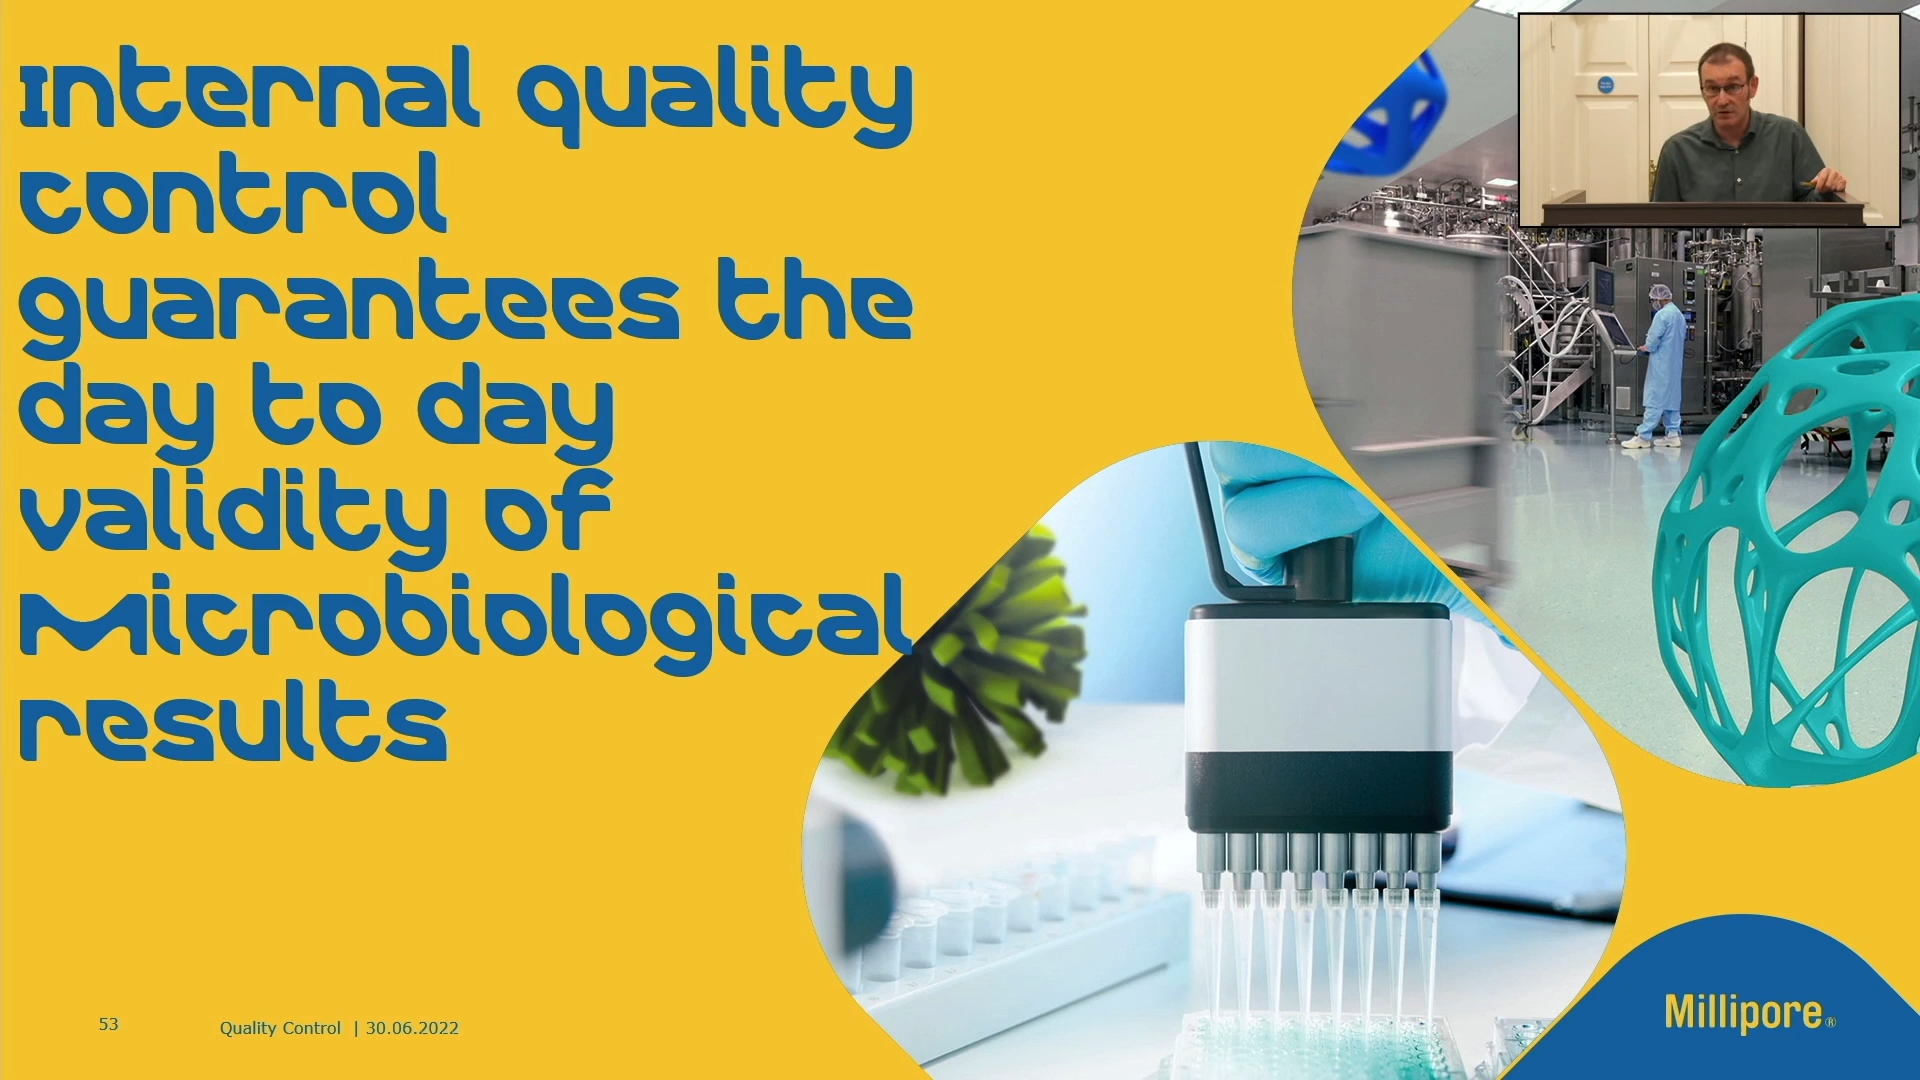 Internal quality
control
guarantees the
day to day
validity of
Microbiological
results
53
Quality Control | 30.06.2022
Millipore®